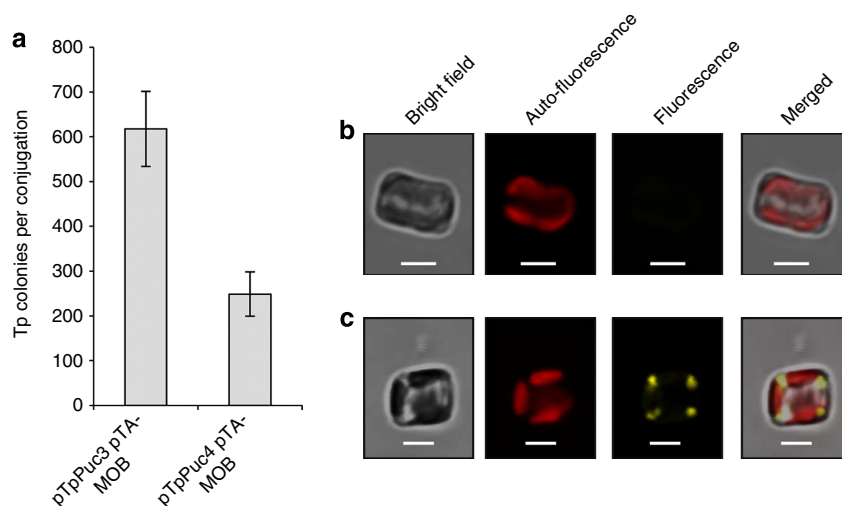 a
Tp colonies per conjugation
800
700
600
500
400
300
200
100
0
pTpPuc3 pTA-
MOB
pTpPuc4 pTA-
MOB
Bright field
Auto-fluorescence
Fluorescence
Merged
b
c